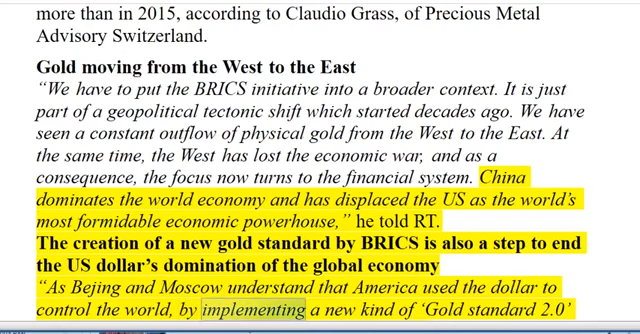 more than in 2015, according to Claudio Grass, of Precious Metal
Advisory Switzerland.
Gold moving from the West to the East
“We have to put the BRICS initiative into a broader context. It is just
part of a geopolitical tectonic shift which started decades ago. We have
seen a constant outflow of physical gold from the West to the East. At
the same time, the West has lost the economic war, and as a
consequence, the focus now turns to the financial system. China
dominates the world economy and has displaced the US as the world’s
most formidable economic powerhouse,” he told RT.
The creation of a new gold standard by BRICS is also a step to end
the US dollar’s domination of the global economy
“As Bejing and Moscow understand that America used the dollar to
control the world, by implementing a new kind of ‘Gold standard 2.0’